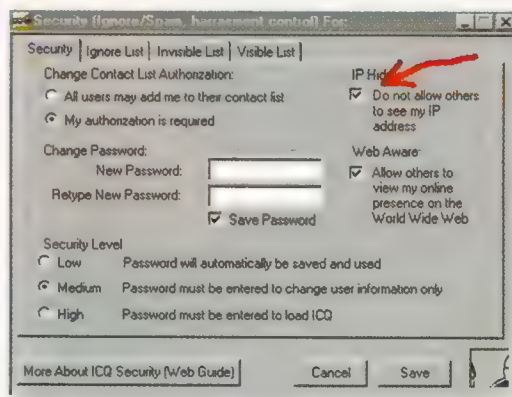 Security (Ignore/Spam, harrasment control) For:
Security
Ignore List
Invisible List
Visible List
Change Contact List Authorization:
All users may add me to their contact list
My authorization is required
Change Password:
New Password:
Retype New Password:
Save Password
IP
Do not allow others
to see my IP
address
Web Aware:
Allow others to
view my online
presence on the
World Wide Web
Security Level
Low Password will automatically be saved and used
Medium Password must be entered to change user information only
High Password must be entered to load ICQ
More About ICQ Security (Web Guide)
Cancel
Save